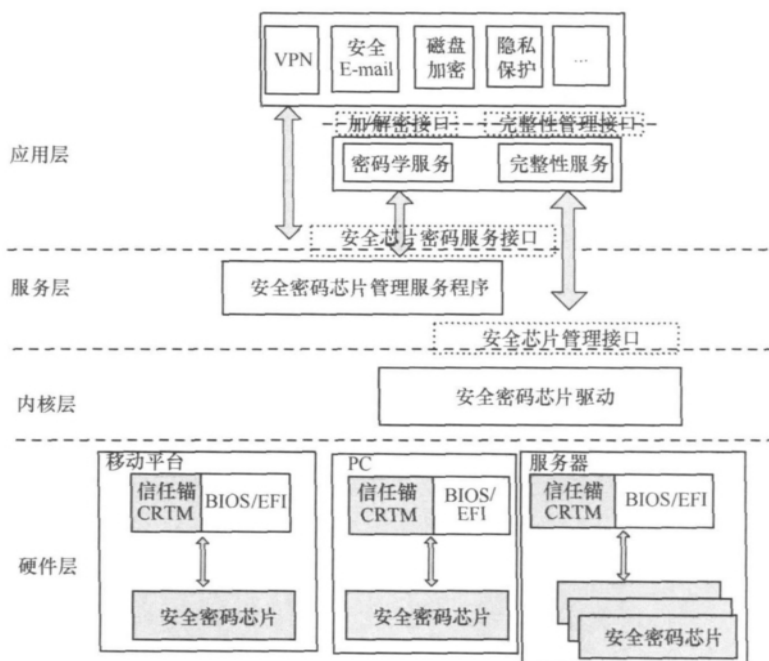 VPN
安全
E-mail
磁盘
加密
隐私
保护
...
加/解密接口
完整性管理接口
应用层
密码学服务
完整性服务
安全芯片密码服务接口
服务层
安全密码芯片管理服务程序
安全芯片管理接口
内核层
安全密码芯片驱动
移动平台
信任锚
CRTM
BIOS/EFI
安全密码芯片
PC
信任锚
CRTM
BIOS/
EFI
安全密码芯片
服务器
信任锚
CRTM
BIOS/EFI
安全密码芯片
硬件层